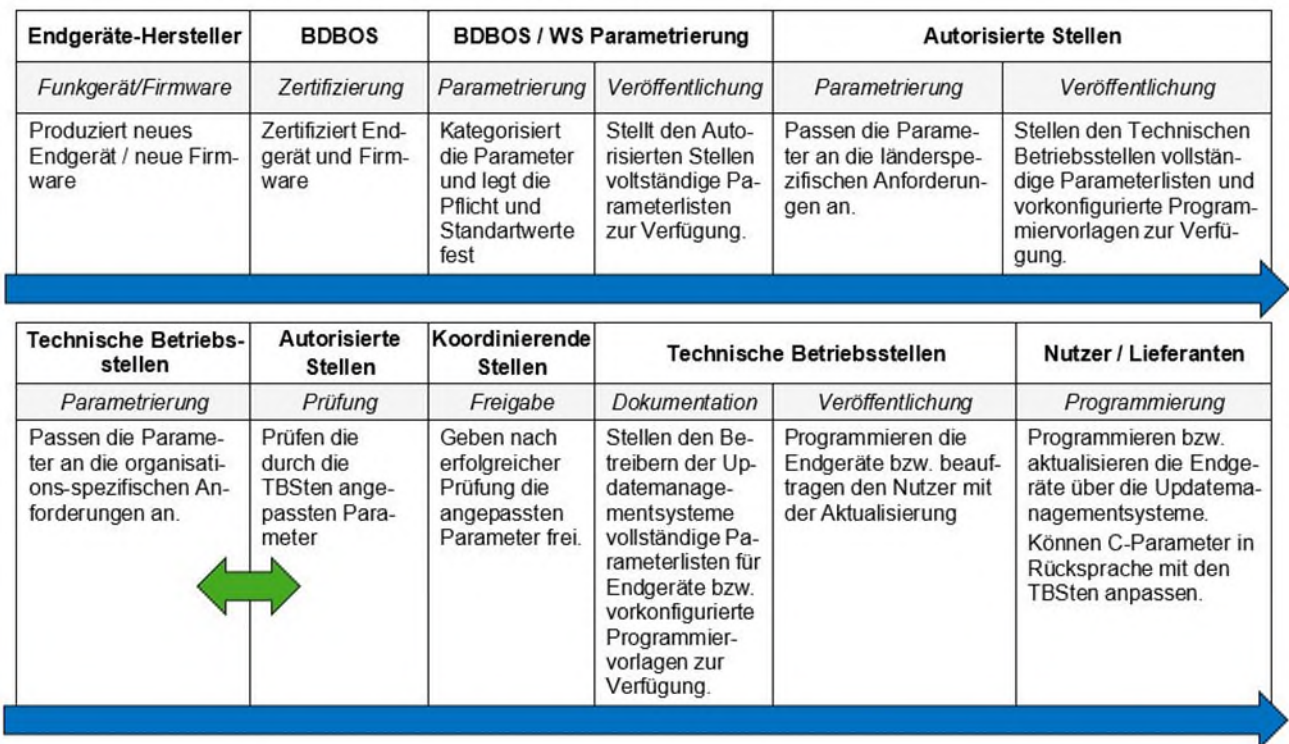 Endgeräte-Hersteller
BDBOS
BDBOS / WS Parametrierung
Autorisierte Stellen
Funkgerät/Firmware
Zertifizierung
Parametrierung
Veröffentlichung
Parametrierung
Veröffentlichung
Produziert neues
Endgerät / neue Firm-
ware
Zertifiziert End-
gerät und Firm-
ware
Kategorisiert
die Parameter
und legt die
Pflicht und
Standartwerte
fest
Stellt den Auto-
risierten Stellen
voltständige Pa-
rameterlisten
zur Verfügung.
Passen die Parame-
ter an die länderspe-
zifischen Anforderun-
gen an.
Stellen den Technischen
Betriebsstellen vollstän-
dige Parameterlisten und
vorkonfigurierte Program-
miervorlagen zur Verfü-
gung.
Technische Betriebs-
stellen
Autorisierte
Stellen
Koordinierende
Stellen
Technische Betriebsstellen
Nutzer / Lieferanten
Parametrierung
Prüfung
Freigabe
Dokumentation
Veröffentlichung
Programmierung
Passen die Parame-
ter an die organisati-
ons-spezifischen An-
forderungen an.
Prüfen die
durch die
TBSten ange-
passten Para-
meter
Geben nach
erfolgreicher
Prüfung die
angepassten
Parameter frei.
Stellen den Be-
treibern der Up-
datemanage-
mentsysteme
vollständige Pa-
rameterlisten für
Endgeräte bzw.
vorkonfigurierte
Programmier-
vorlagen zur
Verfügung.
Programmieren die
Endgeräte bzw. beauf-
tragen den Nutzer mit
der Aktualisierung
Programmieren bzw.
aktualisieren die Endge-
räte über die Updatema-
nagementsysteme.
Können C-Parameter in
Rücksprache mit den
TBSten anpassen.